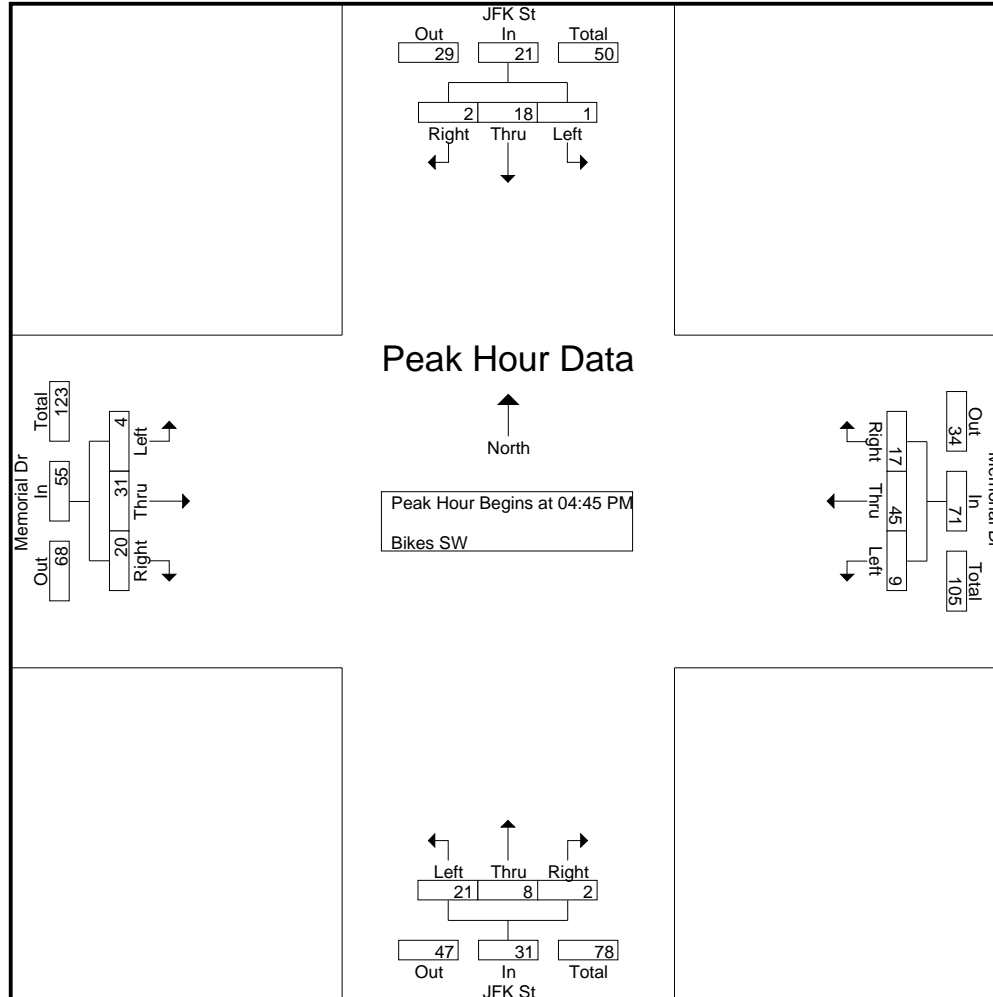 JFK St
Out In Total
29 21 50
2 18 1
Right Thru Left
Peak Hour Data
North
Peak Hour Begins at 04:45 PM
Bikes SW
Memorial Dr
Out In Total
68 55 123
Left Thru Right
4 31 20
Right Thru Left
17 45 9
Out In Total
34 71 105
Memorial Dr
Left Thru Right
21 8 2
47 31 78
Out In Total
JFK St